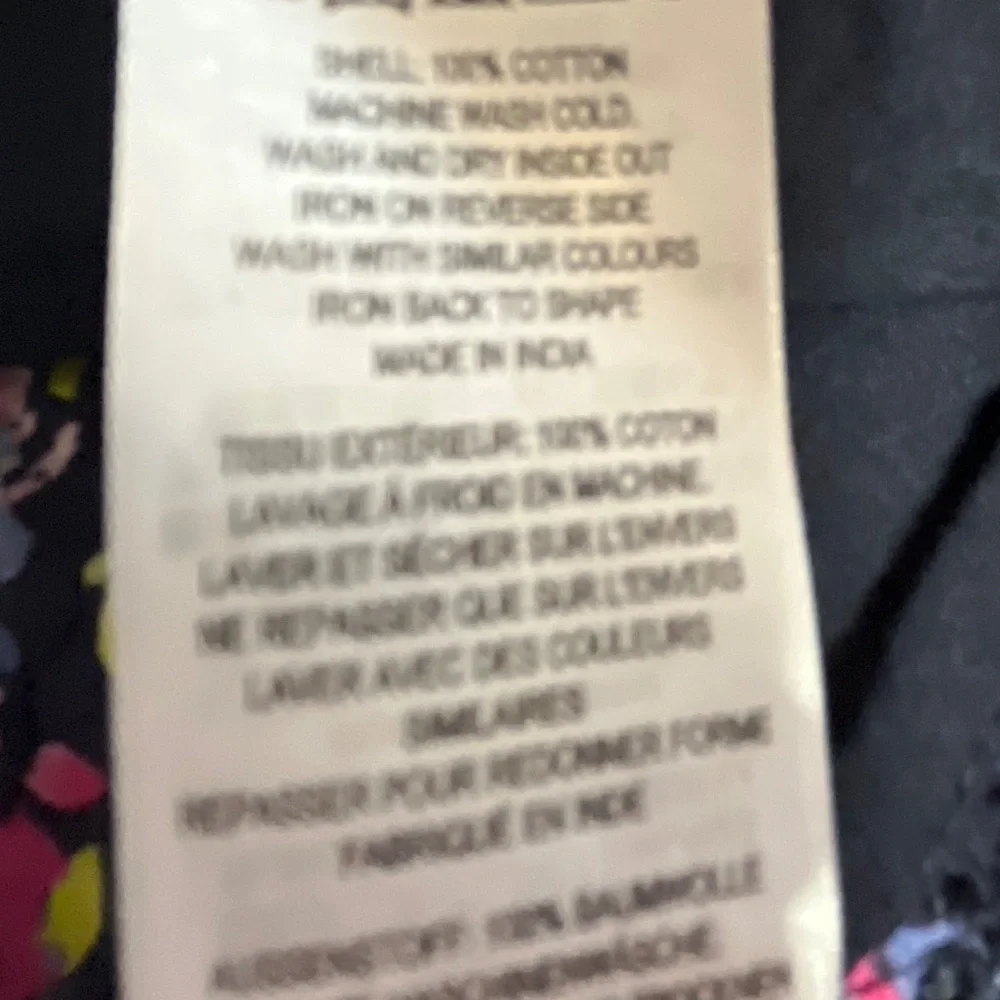 SHELL: 100% COTTON
MACHINE WASH COLD.
WASH AND DRY INSIDE OUT
IRON ON REVERSE SIDE
WASH WITH SIMILAR COLOURS
IRON BACK TO SHAPE
MADE IN INDIA
TISSU EXTÉRIEUR: 100% COTON
LAVAGE À FROID EN MACHINE.
LAVER ET SÉCHER SUR L'ENVERS
NE REPASSER QUE SUR L'ENVERS
LAVER AVEC DES COULEURS
SIMILAIRES
REPASSER POUR REDONNER FORME
FABRIQUÉ EN INDE
AUSSENSTOFF: 100% BAUMWOLLE